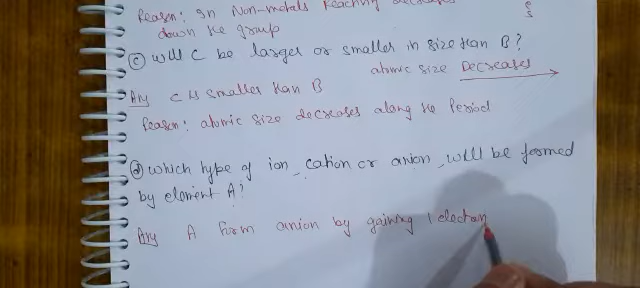 Reason: In Non-metals reactivity decreases
down the group
(c) will C be larger or smaller in size than B?
atomic size Decreases
Ans C is smaller than B
Reason: atomic size decreases along the Period
(d) which type of ion, cation or anion, will be formed
by element A?
Ans A form anion by gaining 1 electron